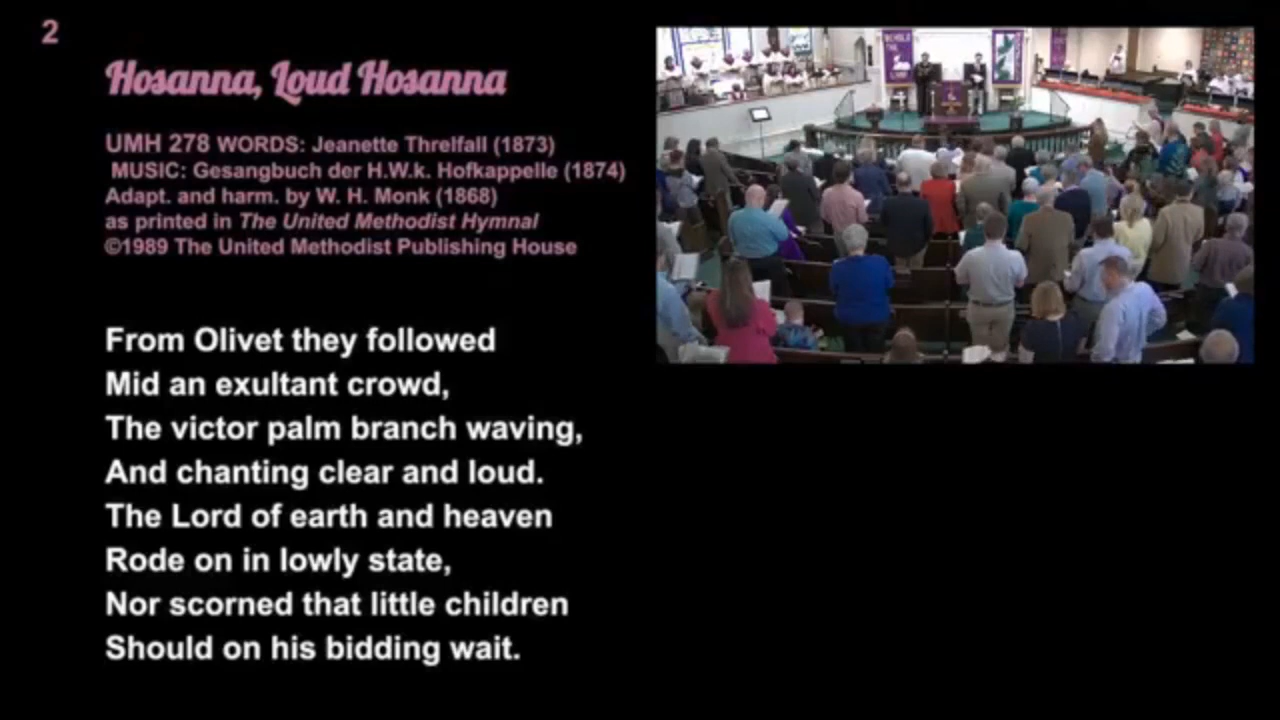 2
Hosanna, Loud Hosanna
UMH 278 WORDS: Jeanette Threlfall (1873)
MUSIC: Gesangbuch der H.W.k. Hofkappelle (1874)
Adapt. and harm. by W. H. Monk (1868)
as printed in The United Methodist Hymnal
©1989 The United Methodist Publishing House
From Olivet they followed
Mid an exultant crowd,
The victor palm branch waving,
And chanting clear and loud.
The Lord of earth and heaven
Rode on in lowly state,
Nor scorned that little children
Should on his bidding wait.